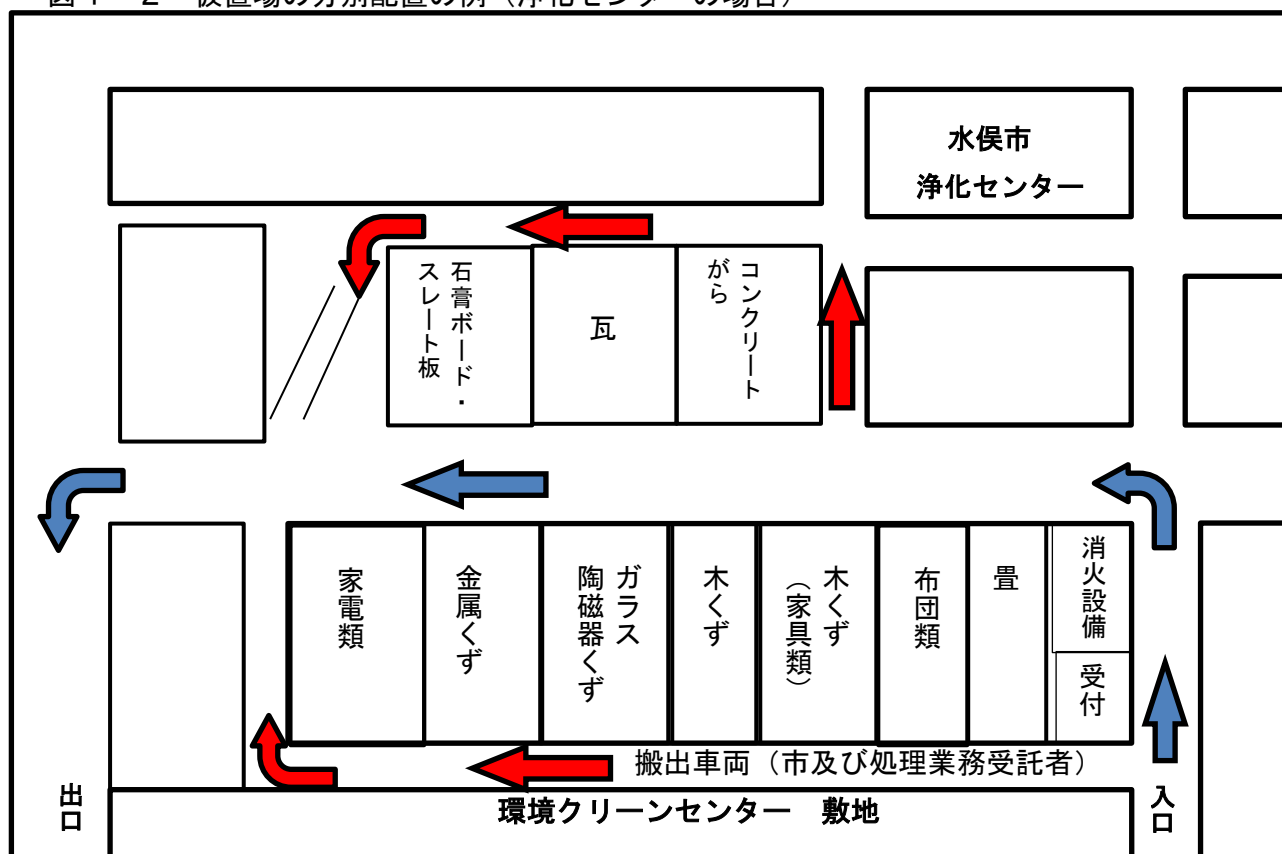 水俣市
浄化センター
コンクリート
がら
瓦
石膏ボード・
スレート板
消火設備
受付
畳
布団類
木くず
（家具類）
木くず
ガラス
陶磁器くず
金属くず
家電類
搬出車両（市及び処理業務受託者）
環境クリーンセンター 敷地
入口
出口